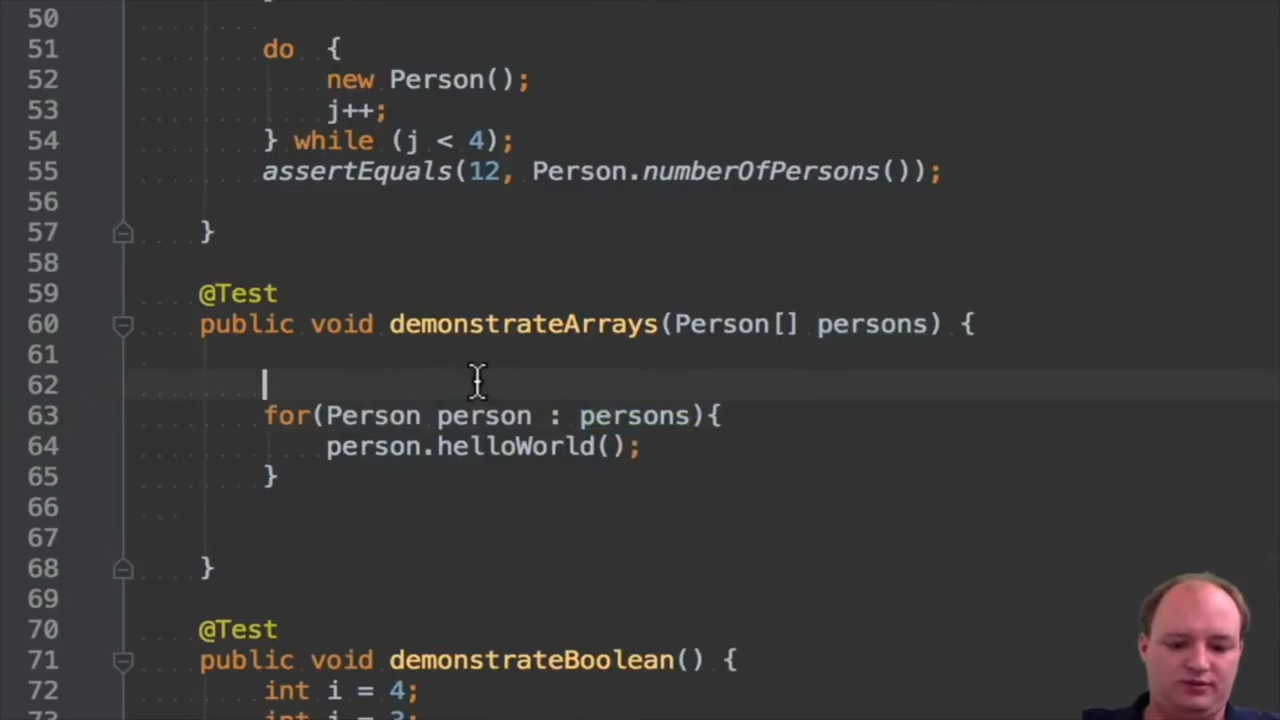 50
51 do {
52 new Person();
53 j++;
54 } while (j < 4);
55 assertEquals(12, Person.numberOfPersons());
56
57 }
58
59 @Test
60 public void demonstrateArrays(Person[] persons) {
61
62
63 for(Person person : persons){
64 person.helloWorld();
65 }
66
67
68 }
69
70 @Test
71 public void demonstrateBoolean() {
72 int i = 4;
73 int j = 3;